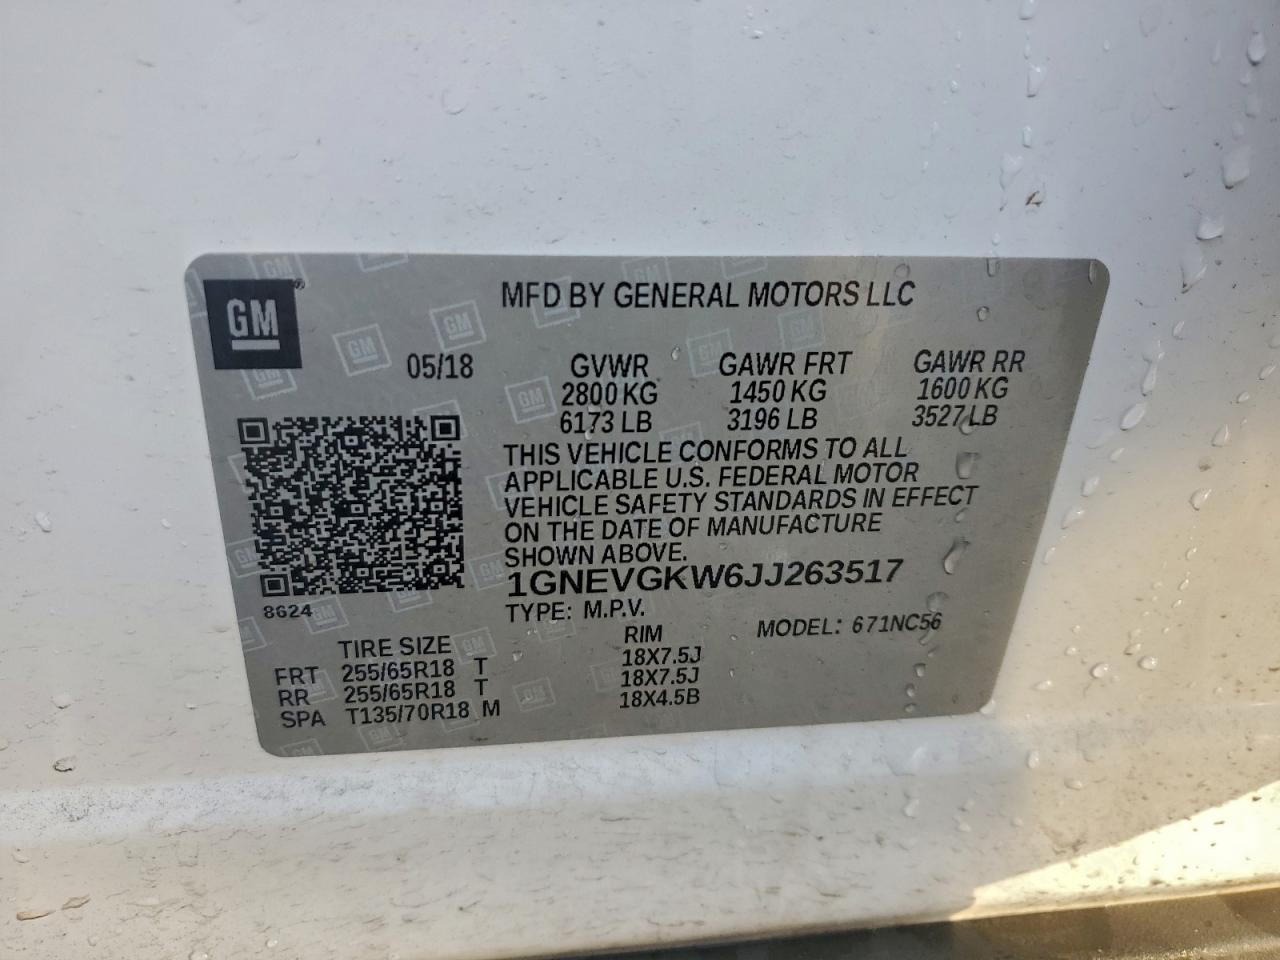 GM
MFD BY GENERAL MOTORS LLC
05/18 GVWR GAWR FRT GAWR RR
2800 KG 1450 KG 1600 KG
6173 LB 3196 LB 3527 LB
THIS VEHICLE CONFORMS TO ALL
APPLICABLE U.S. FEDERAL MOTOR
VEHICLE SAFETY STANDARDS IN EFFECT
ON THE DATE OF MANUFACTURE
SHOWN ABOVE.
1GNEVGKW6JJ263517
8624
TYPE: M.P.V. MODEL: 671NC56
TIRE SIZE RIM
FRT 255/65R18 T 18X7.5J
RR 255/65R18 T 18X7.5J
SPA T135/70R18 M 18X4.5B